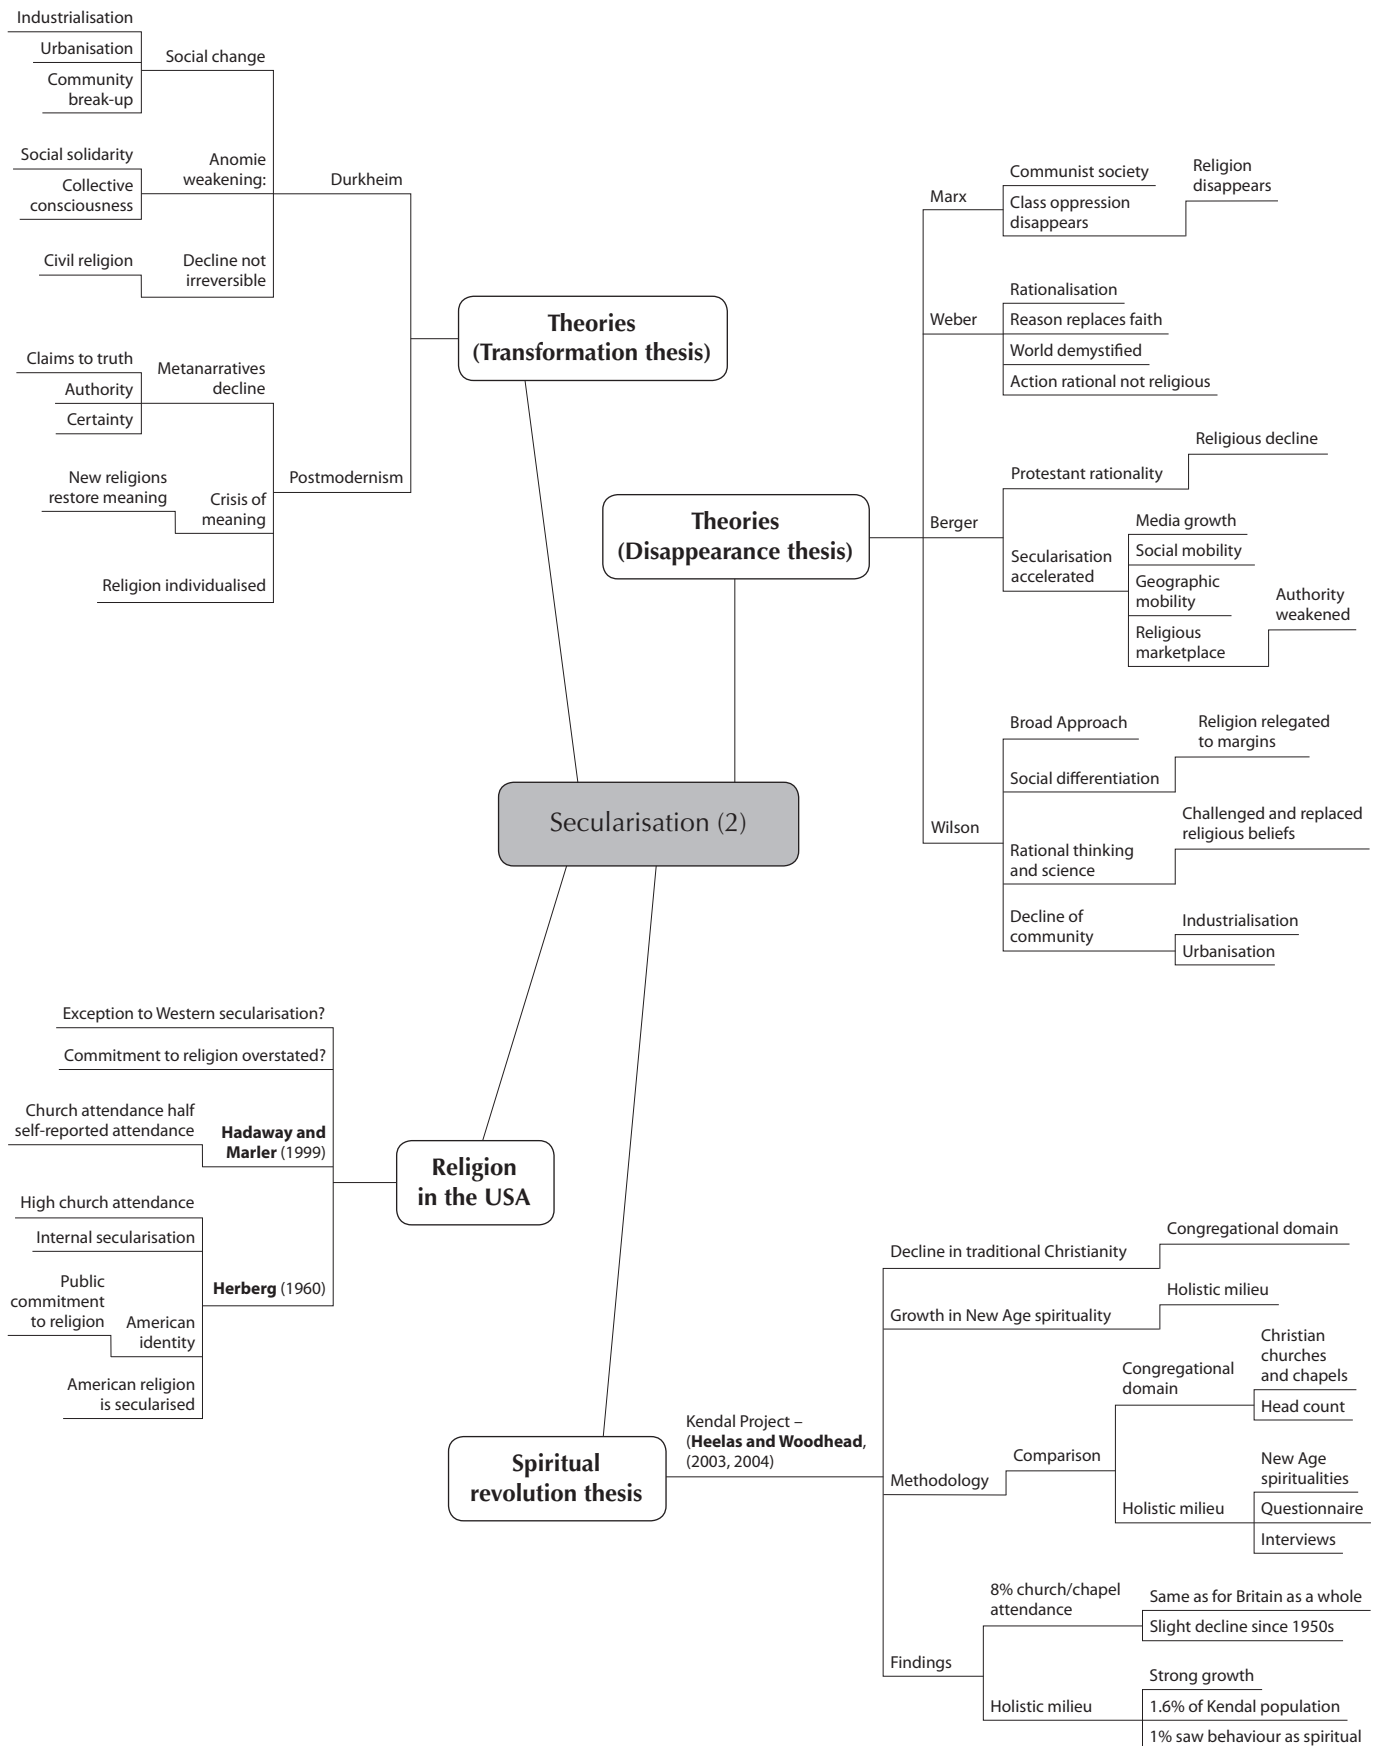 Industrialisation
Urbanisation
Community
break-up
Social change
Social solidarity
Collective
consciousness
Anomie
weakening:
Durkheim
Civil religion
Decline not
irreversible
Theories
(Transformation thesis)
Claims to truth
Authority
Certainty
Metanarratives
decline
New religions
restore meaning
Crisis of
meaning
Postmodernism
Religion individualised
Theories
(Disappearance thesis)
Marx
Communist society
Class oppression
disappears
Religion
disappears
Weber
Rationalisation
Reason replaces faith
World demystified
Action rational not religious
Berger
Protestant rationality
Religious decline
Secularisation
accelerated
Media growth
Social mobility
Geographic
mobility
Religious
marketplace
Authority
weakened
Wilson
Broad Approach
Social differentiation
Religion relegated
to margins
Rational thinking
and science
Challenged and replaced
religious beliefs
Decline of
community
Industrialisation
Urbanisation
Secularisation (2)
Exception to Western secularisation?
Commitment to religion overstated?
Church attendance half
self-reported attendance
Hadaway and
Marler (1999)
Religion
in the USA
High church attendance
Internal secularisation
Public
commitment
to religion
American
identity
American religion
is secularised
Herberg (1960)
Spiritual
revolution thesis
Kendal Project –
(Heelas and Woodhead,
(2003, 2004)
Decline in traditional Christianity
Congregational domain
Growth in New Age spirituality
Holistic milieu
Methodology
Comparison
Congregational
domain
Christian
churches
and chapels
Head count
Holistic milieu
New Age
spiritualities
Questionnaire
Interviews
Findings
8% church/chapel
attendance
Same as for Britain as a whole
Slight decline since 1950s
Holistic milieu
Strong growth
1.6% of Kendal population
1% saw behaviour as spiritual